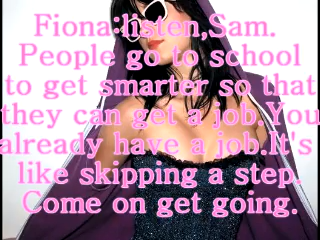 Fiona:listen,Sam.
People go to school
to get smarter so that
they can get a job.You
already have a job.It's
like skipping a step.
Come on get going.